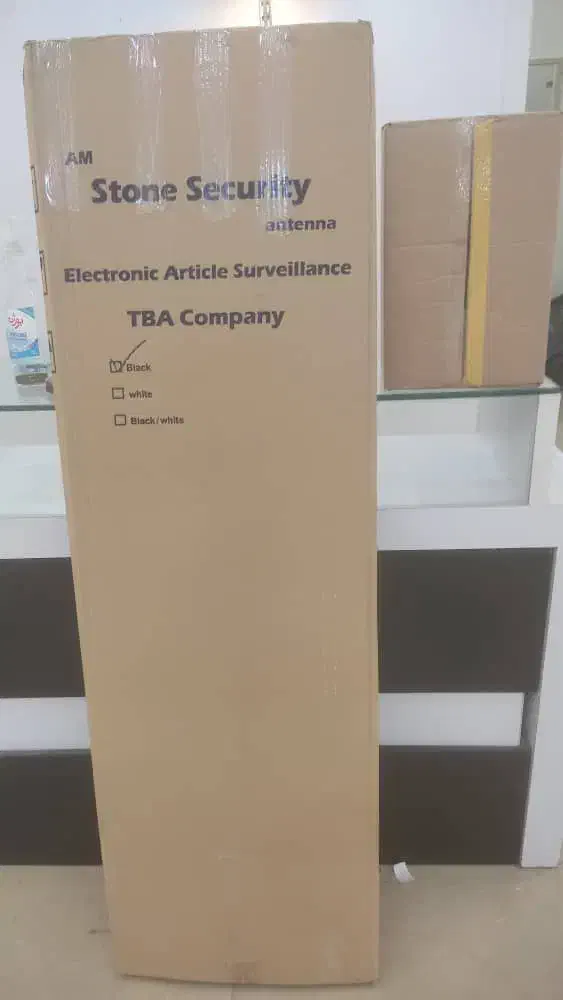 AM
Stone Security
antenna
Electronic Article Surveillance
TBA Company
Black
white
Black/white